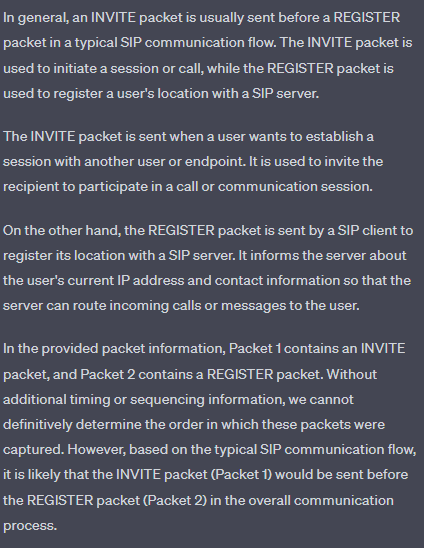 In general, an INVITE packet is usually sent before a REGISTER
packet in a typical SIP communication flow. The INVITE packet is
used to initiate a session or call, while the REGISTER packet is
used to register a user's location with a SIP server.
The INVITE packet is sent when a user wants to establish a
session with another user or endpoint. It is used to invite the
recipient to participate in a call or communication session.
On the other hand, the REGISTER packet is sent by a SIP client to
register its location with a SIP server. It informs the server about
the user's current IP address and contact information so that the
server can route incoming calls or messages to the user.
In the provided packet information, Packet 1 contains an INVITE
packet, and Packet 2 contains a REGISTER packet. Without
additional timing or sequencing information, we cannot
definitively determine the order in which these packets were
captured. However, based on the typical SIP communication flow,
it is likely that the INVITE packet (Packet 1) would be sent before
the REGISTER packet (Packet 2) in the overall communication
process.